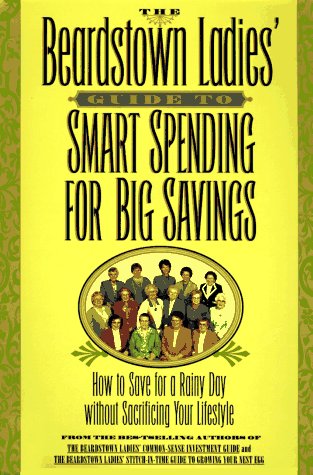 THE
Beardstown Ladies'
GUIDE TO
SMART SPENDING
FOR BIG SAVINGS
How to Save for a Rainy Day
without Sacrificing Your Lifestyle
FROM THE BEST-SELLING AUTHORS OF
THE BEARDSTOWN LADIES' COMMON-SENSE INVESTMENT GUIDE AND
THE BEARDSTOWN LADIES' STITCH-IN-TIME GUIDE TO GROWING YOUR NEST EGG